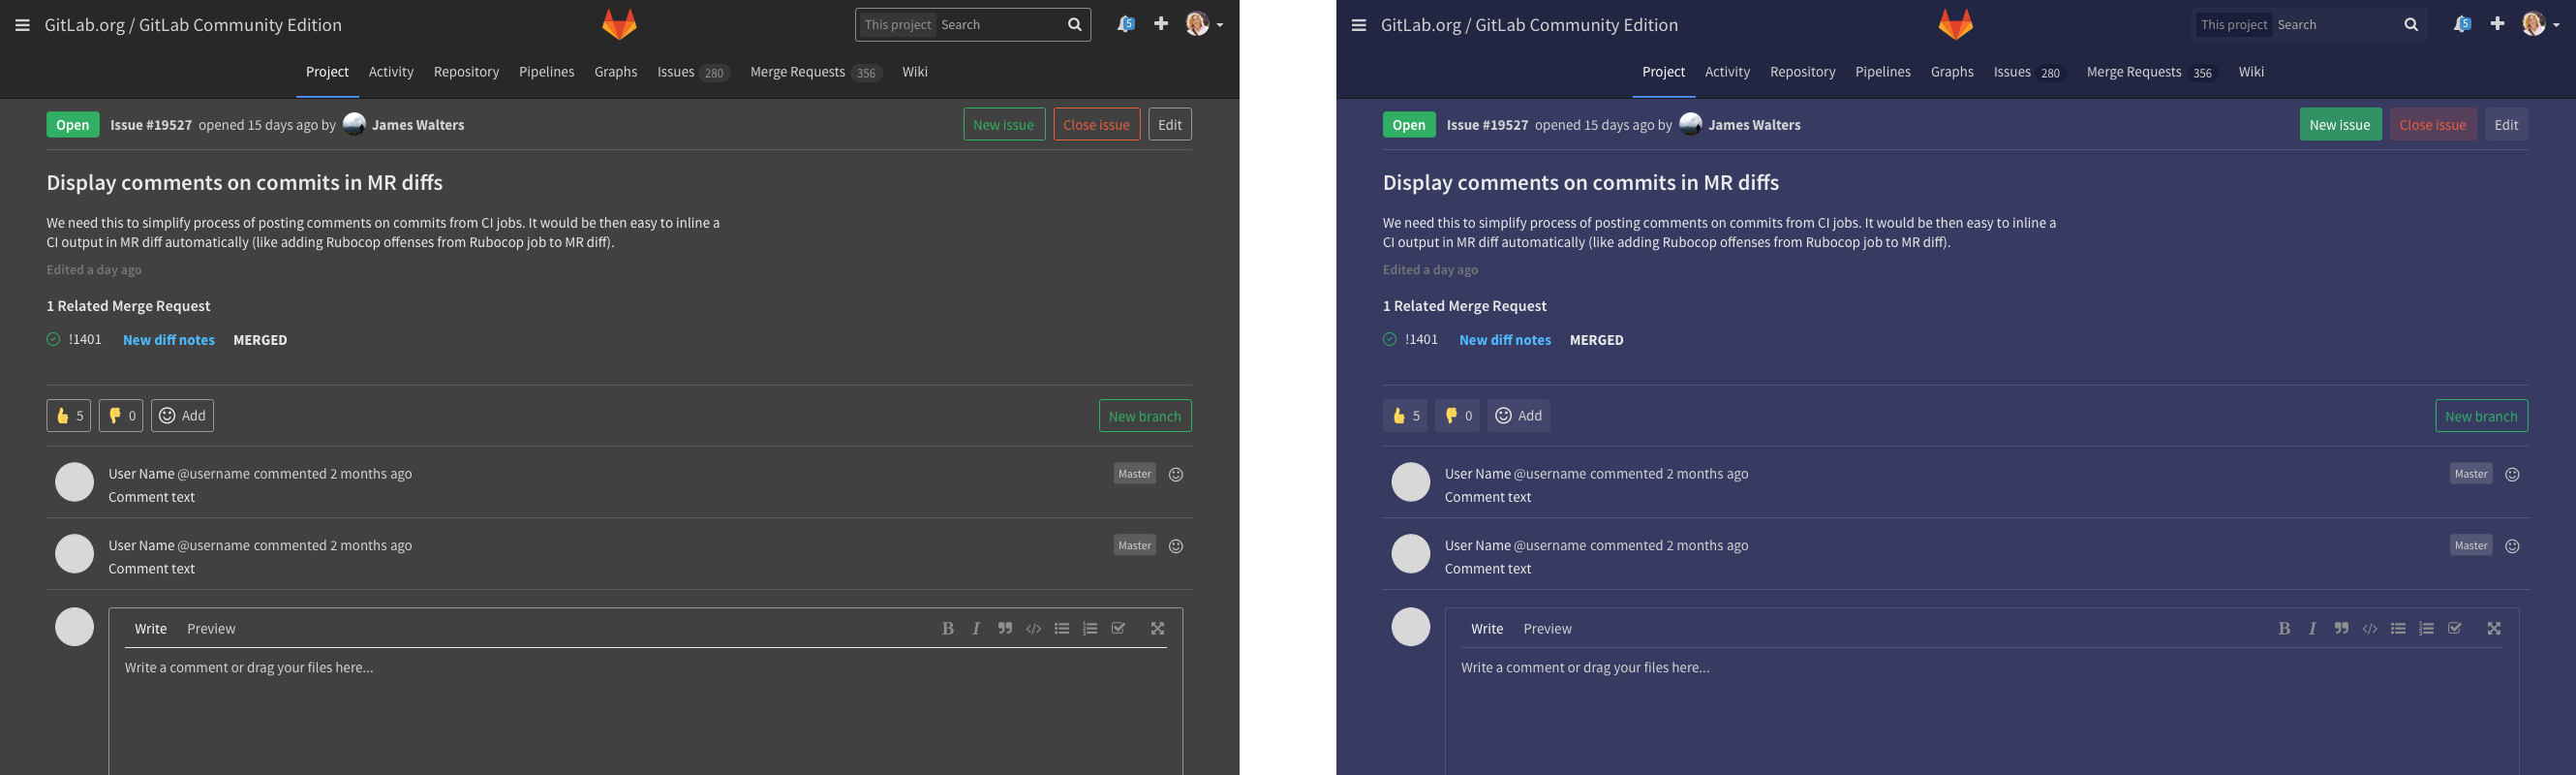 GitLab.org / GitLab Community Edition
This project Search
5
Project Activity Repository Pipelines Graphs Issues 280 Merge Requests 356 Wiki
Open Issue #19527 opened 15 days ago by James Walters
New issue Close issue Edit
Display comments on commits in MR diffs
We need this to simplify process of posting comments on commits from CI jobs. It would be then easy to inline a
CI output in MR diff automatically (like adding Rubocop offenses from Rubocop job to MR diff).
Edited a day ago
1 Related Merge Request
!1401 New diff notes MERGED
5 0 Add New branch
User Name @username commented 2 months ago Master
Comment text
User Name @username commented 2 months ago Master
Comment text
Write Preview B I
Write a comment or drag your files here...
GitLab.org / GitLab Community Edition
This project Search
5
Project Activity Repository Pipelines Graphs Issues 280 Merge Requests 356 Wiki
Open Issue #19527 opened 15 days ago by James Walters
New issue Close issue Edit
Display comments on commits in MR diffs
We need this to simplify process of posting comments on commits from CI jobs. It would be then easy to inline a
CI output in MR diff automatically (like adding Rubocop offenses from Rubocop job to MR diff).
Edited a day ago
1 Related Merge Request
!1401 New diff notes MERGED
5 0 Add New branch
User Name @username commented 2 months ago Master
Comment text
User Name @username commented 2 months ago Master
Comment text
Write Preview B I
Write a comment or drag your files here...